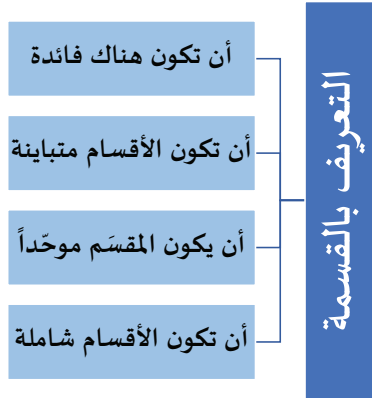 التعريف بالقسمة
أن تكون هناك فائدة
أن تكون الأقسام متباينة
أن يكون المقسَم موحّداً
أن تكون الأقسام شاملة